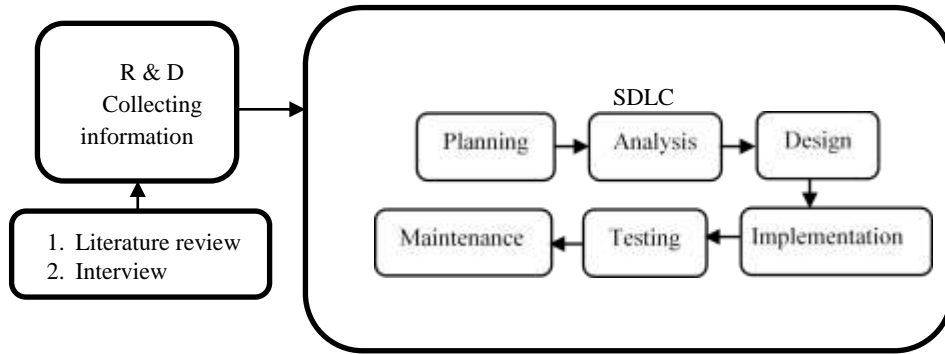 R & D
Collecting
information
1. Literature review
2. Interview
SDLC
Planning
Analysis
Design
Maintenance
Testing
Implementation